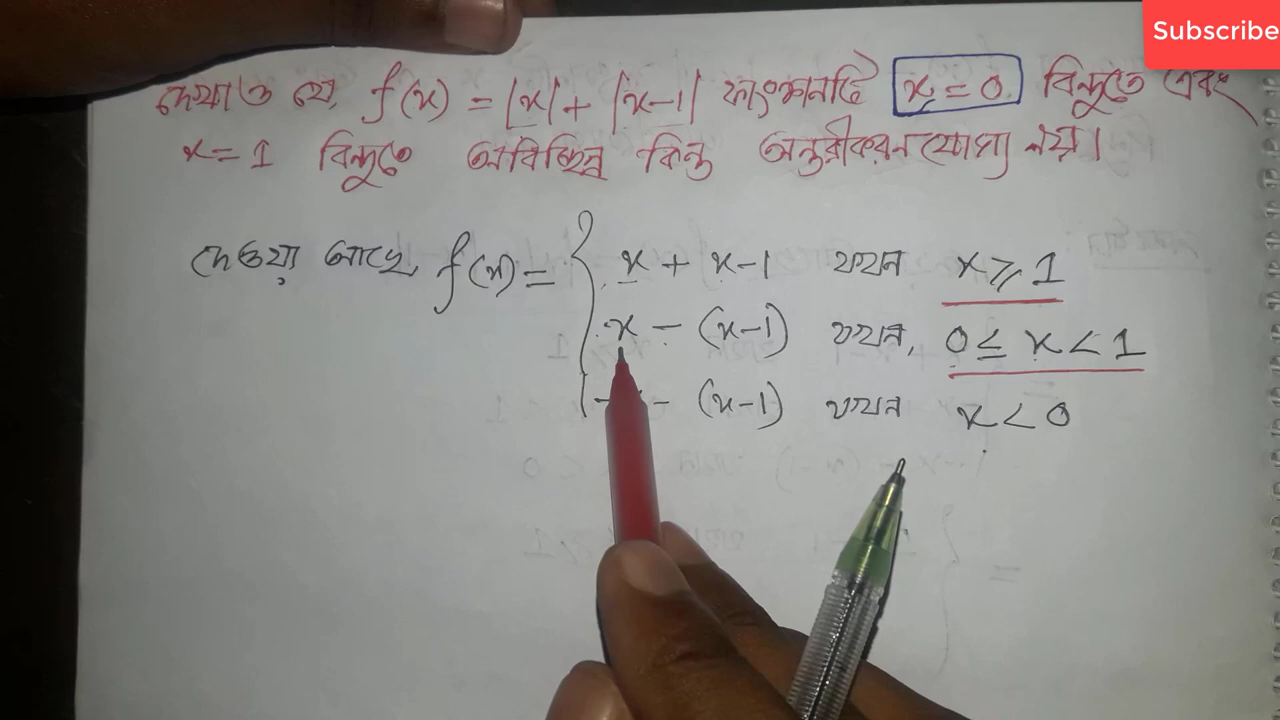 Subscribe
দেখাও যে, f(x) = |x| + |x-1| ফাংশনটি x = 0 বিন্দুতে এবং
x = 1 বিন্দুতে অবিচ্ছিন্ন কিন্তু অন্তরীকরনযোগ্য নয়।
দেওয়া আছে, f(x) = { x + x-1 যখন x ≥ 1
x - (x-1) যখন, 0 ≤ x < 1
- (x-1) যখন x < 0